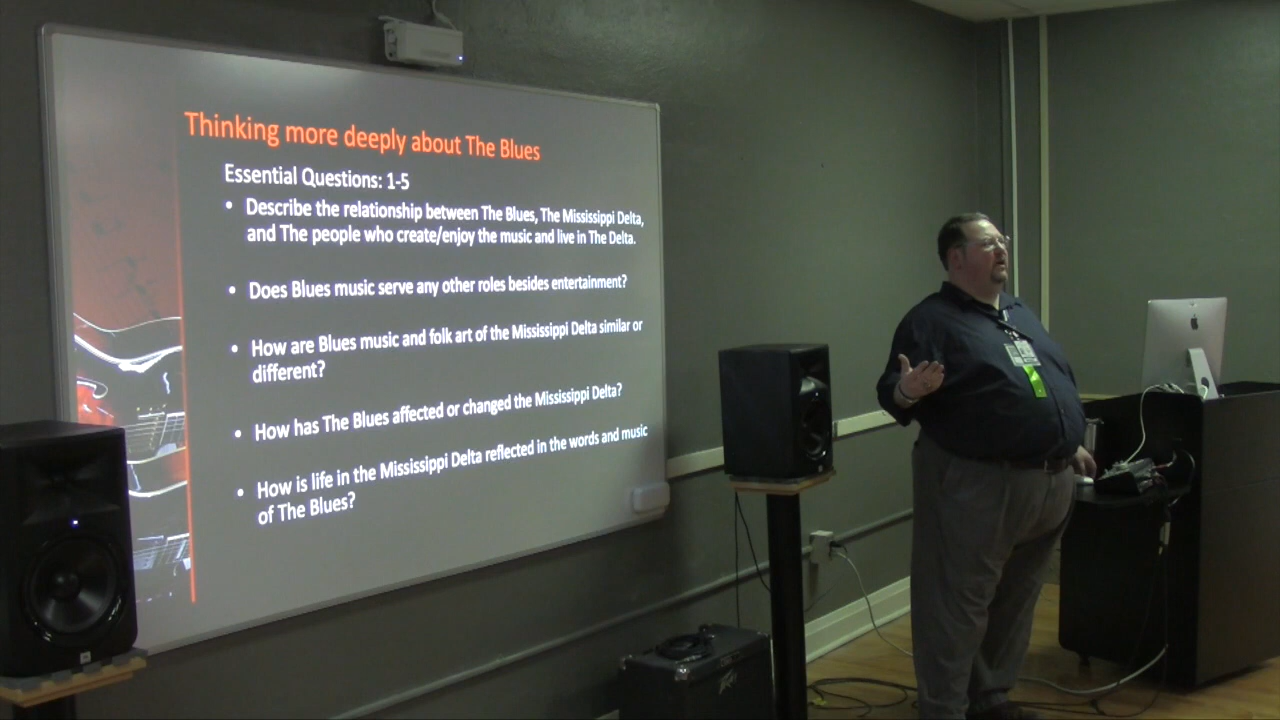 Thinking more deeply about The Blues
Essential Questions: 1-5
• Describe the relationship between The Blues, The Mississippi Delta,
and The people who create/enjoy the music and live in The Delta.
• Does Blues music serve any other roles besides entertainment?
• How are Blues music and folk art of the Mississippi Delta similar or
different?
• How has The Blues affected or changed the Mississippi Delta?
• How is life in the Mississippi Delta reflected in the words and music
of The Blues?
PEAVEY